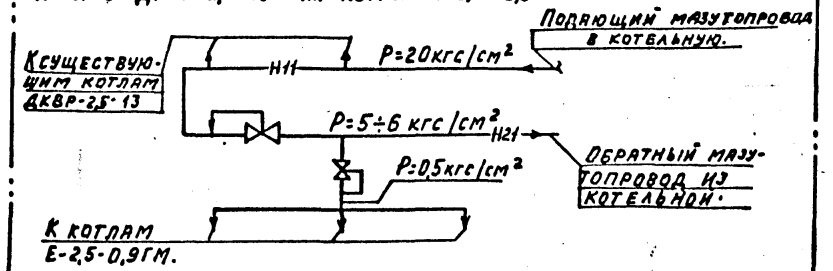 Подающий мазутопровод
в котельную.
К существую-
щим котлам
ДКВР-2,5-13
Н11
Р=20кгс/см²
Р=5÷6 кгс/см²
Н21
Обратный мазу-
топровод из
котельной.
Р=0,5кгс/см²
К котлам
Е-2,5-0,9ГМ.